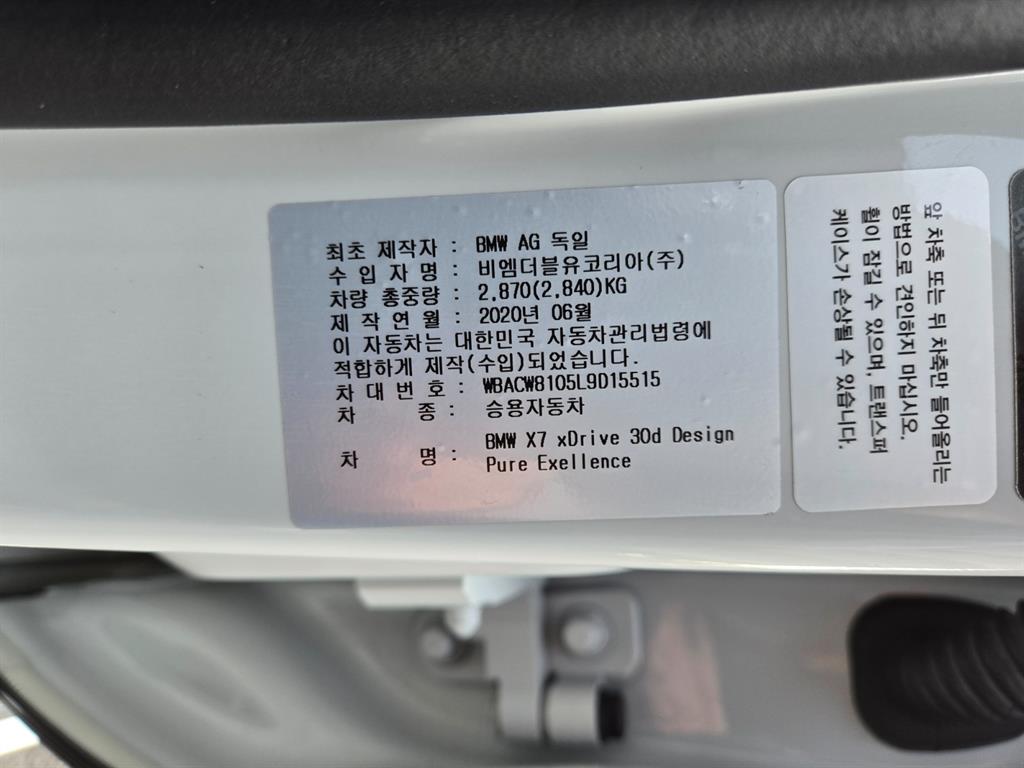 최초 제작자 : BMW AG 독일
수 입 자 명 : 비엠더블유코리아(주)
차량 총중량 : 2,870(2,840)KG
제 작 연 월 : 2020년 06월
이 자동차는 대한민국 자동차관리법령에
적합하게 제작(수입)되었습니다.
차 대 번 호 : WBACW8105L9D15515
차 종 : 승용자동차
차 명 : BMW X7 xDrive 30d Design
Pure Exellence
앞 차축 또는 뒤 차축만 들어올리는
방법으로 견인하지 마십시오.
휠이 잠길 수 있으며, 트랜스퍼
케이스가 손상될 수 있습니다.